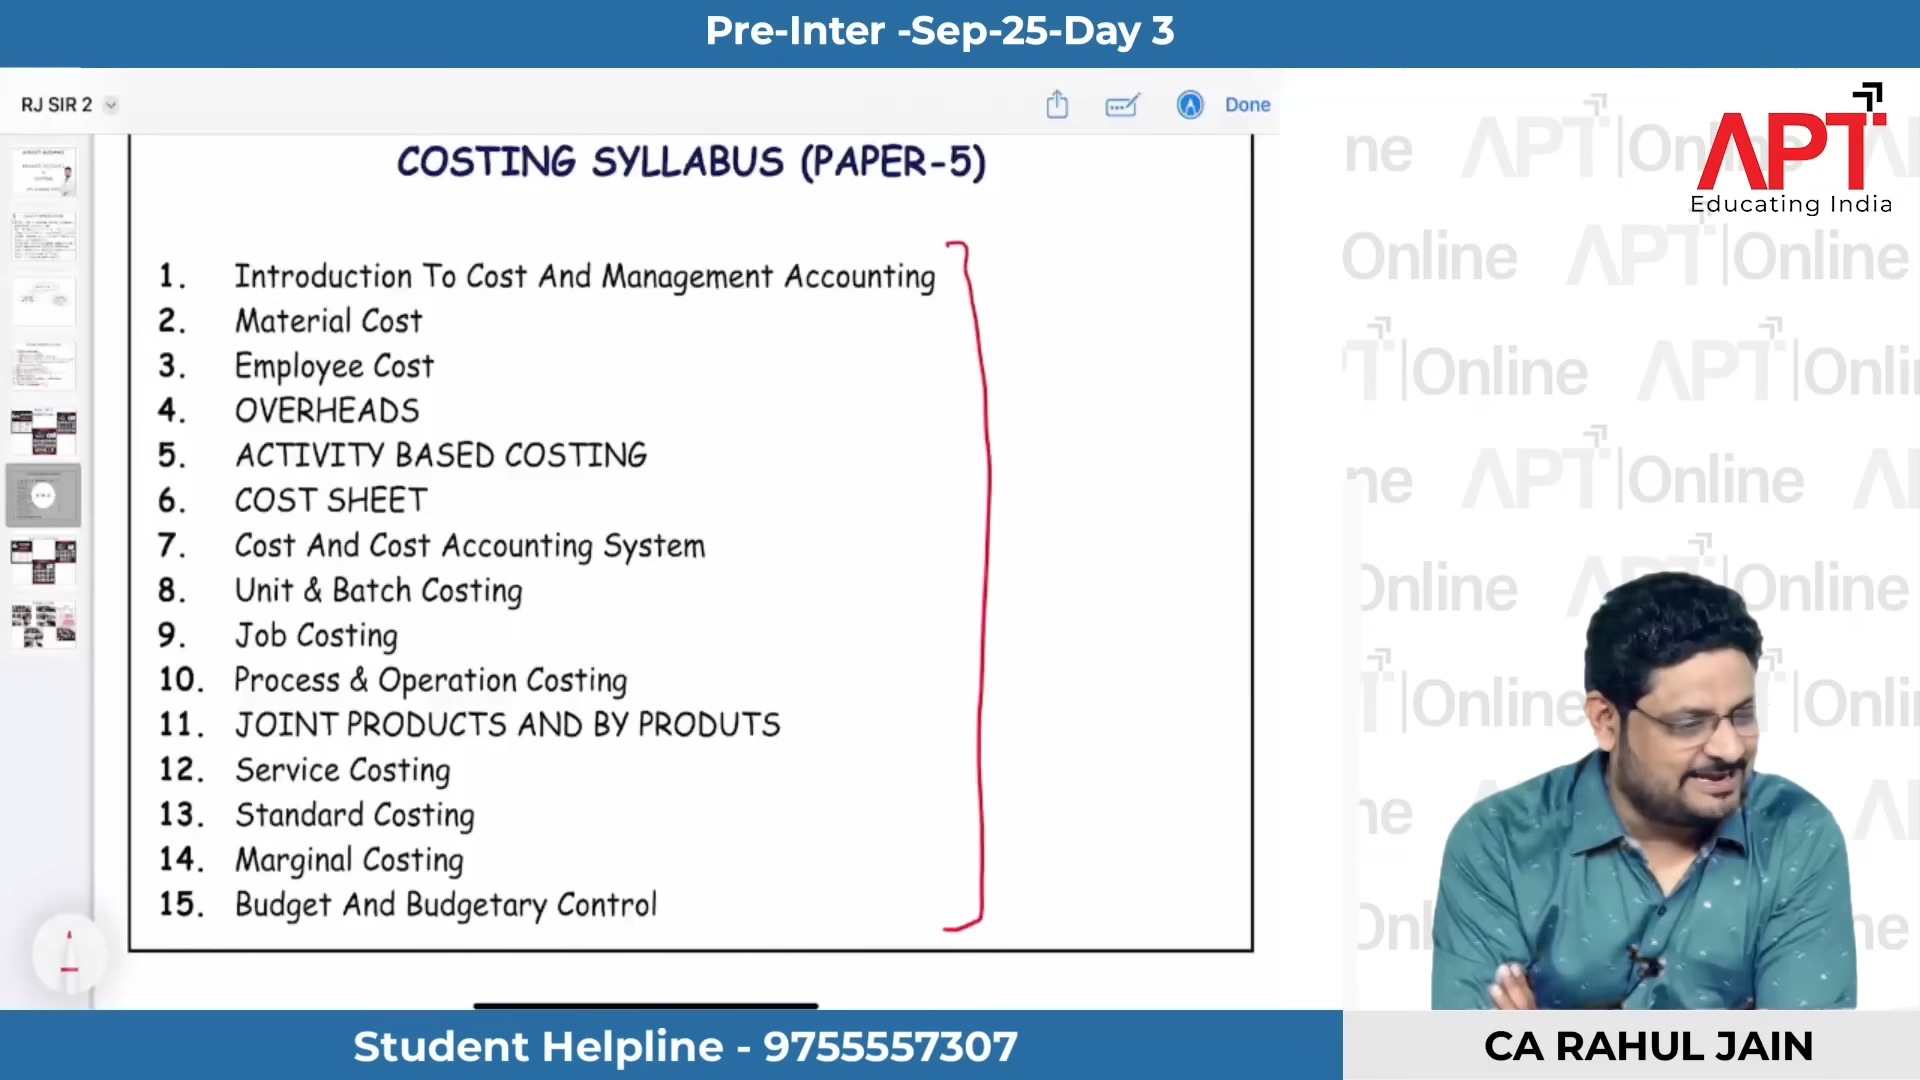 Pre-Inter -Sep-25-Day 3
RJ SIR 2
Done
COSTING SYLLABUS (PAPER-5)
1. Introduction To Cost And Management Accounting
2. Material Cost
3. Employee Cost
4. OVERHEADS
5. ACTIVITY BASED COSTING
6. COST SHEET
7. Cost And Cost Accounting System
8. Unit & Batch Costing
9. Job Costing
10. Process & Operation Costing
11. JOINT PRODUCTS AND BY PRODUTS
12. Service Costing
13. Standard Costing
14. Marginal Costing
15. Budget And Budgetary Control
APT
Educating India
APT|Online
Student Helpline - 9755557307
CA RAHUL JAIN